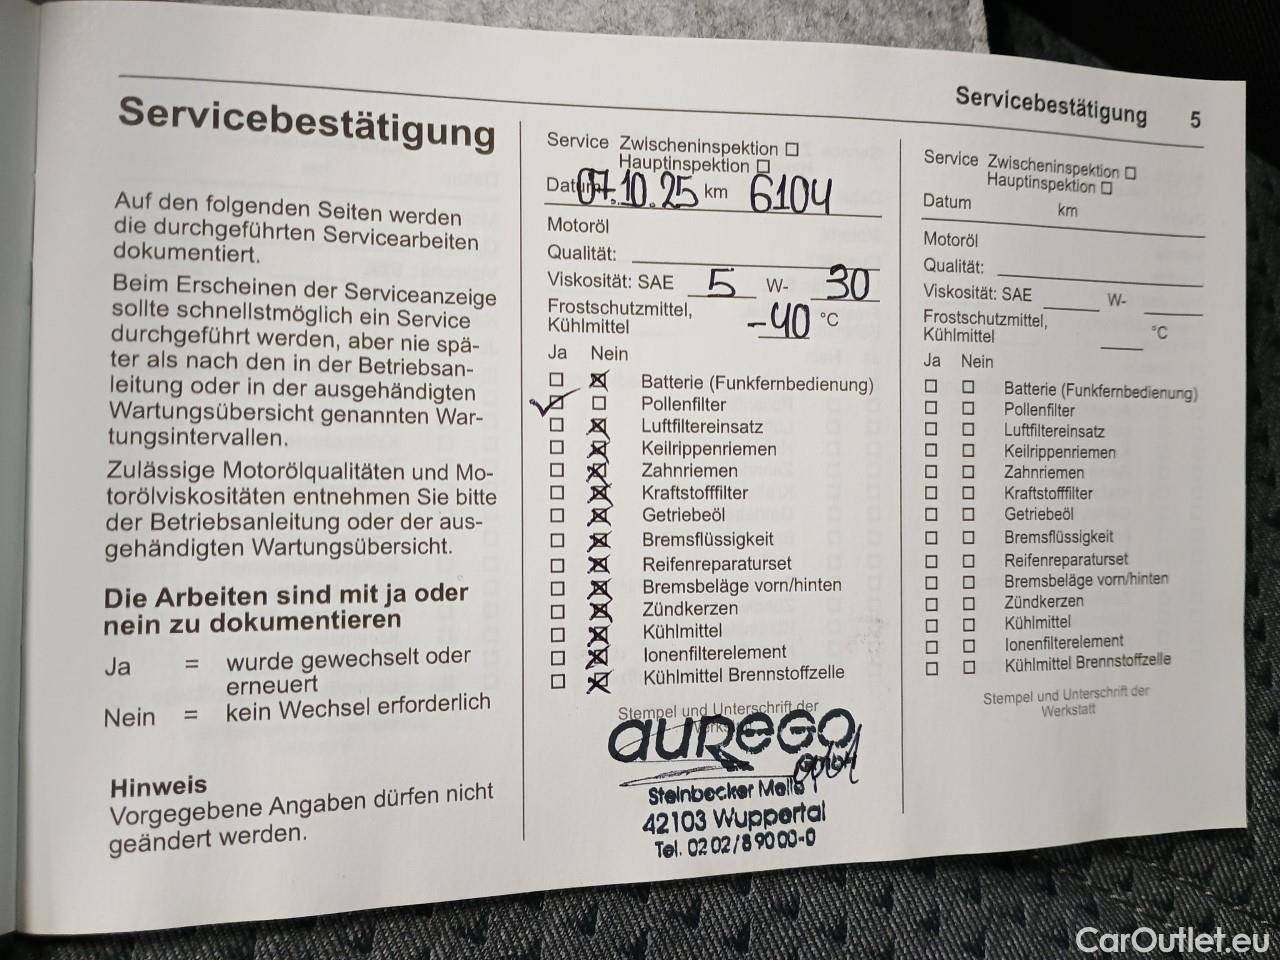 Servicebestätigung 5
Servicebestätigung
Auf den folgenden Seiten werden
die durchgeführten Servicearbeiten
dokumentiert.
Beim Erscheinen der Serviceanzeige
sollte schnellstmöglich ein Service
durchgeführt werden, aber nie spä-
ter als nach den in der Betriebsan-
leitung oder in der ausgehändigten
Wartungsübersicht genannten War-
tungsintervallen.
Zulässige Motorölqualitäten und Mo-
torölviskositäten entnehmen Sie bitte
der Betriebsanleitung oder der aus-
gehändigten Wartungsübersicht.
Die Arbeiten sind mit ja oder
nein zu dokumentieren
Ja = wurde gewechselt oder
erneuert
Nein = kein Wechsel erforderlich
Hinweis
Vorgegebene Angaben dürfen nicht
geändert werden.
Service Zwischeninspektion
Hauptinspektion
Datum 07.10.25 km 6104
Motoröl
Qualität:
Viskosität: SAE 5 W- 30
Frostschutzmittel,
Kühlmittel -40 °C
Ja Nein
Batterie (Funkfernbedienung)
Pollenfilter
Luftfiltereinsatz
Keilrippenriemen
Zahnriemen
Kraftstofffilter
Getriebeöl
Bremsflüssigkeit
Reifenreparaturset
Bremsbeläge vorn/hinten
Zündkerzen
Kühlmittel
Ionenfilterelement
Kühlmittel Brennstoffzelle
Stempel und Unterschrift der
auREGO
Steinbecker Meile 1
42103 Wuppertal
Tel. 02 02 / 8 90 00-0
Service Zwischeninspektion
Hauptinspektion
Datum km
Motoröl
Qualität:
Viskosität: SAE W-
Frostschutzmittel,
Kühlmittel °C
Ja Nein
Batterie (Funkfernbedienung)
Pollenfilter
Luftfiltereinsatz
Keilrippenriemen
Zahnriemen
Kraftstofffilter
Getriebeöl
Bremsflüssigkeit
Reifenreparaturset
Bremsbeläge vorn/hinten
Zündkerzen
Kühlmittel
Ionenfilterelement
Kühlmittel Brennstoffzelle
Stempel und Unterschrift der
Werkstatt
CarOutlet.eu